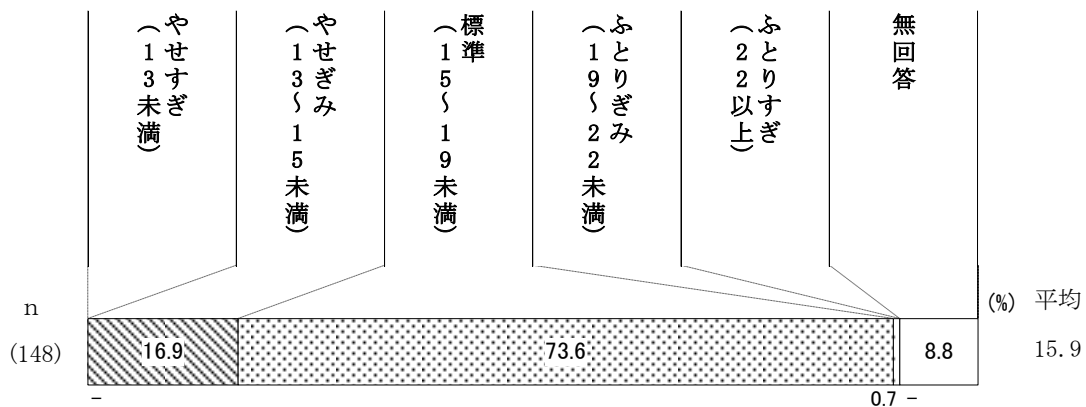 やせすぎ
（13未満）
やせぎみ
（13～15未満）
標準
（15～19未満）
ふとりぎみ
（19～22未満）
ふとりすぎ
（22以上）
無回答
n
(%)
平均
(148)
16.9
73.6
8.8
15.9
–
0.7
–